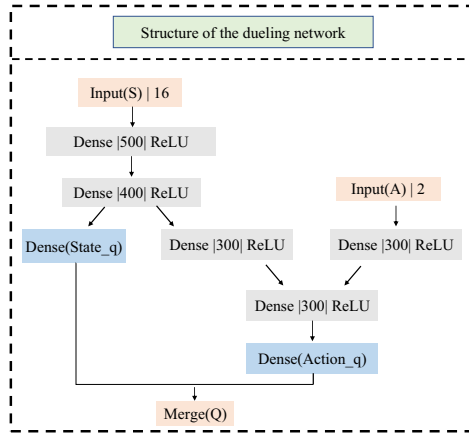 Structure of the dueling network
Input(S) | 16
Dense |500| ReLU
Dense |400| ReLU
Input(A) | 2
Dense(State_q)
Dense |300| ReLU
Dense |300| ReLU
Dense |300| ReLU
Dense(Action_q)
Merge(Q)